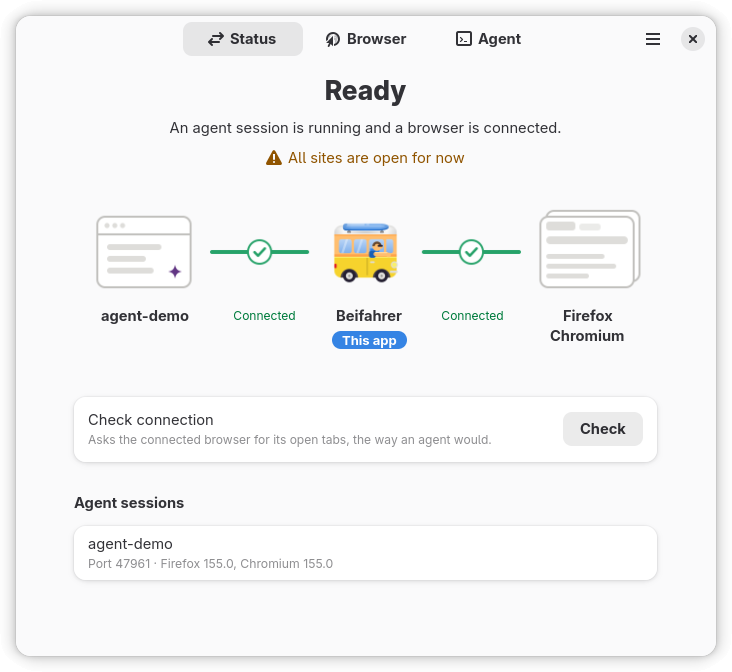 Status
Browser
Agent
Ready
An agent session is running and a browser is connected.
All sites are open for now
agent-demo
Connected
Beifahrer
This app
Connected
Firefox
Chromium
Check connection
Asks the connected browser for its open tabs, the way an agent would.
Check
Agent sessions
agent-demo
Port 47961 · Firefox 155.0, Chromium 155.0